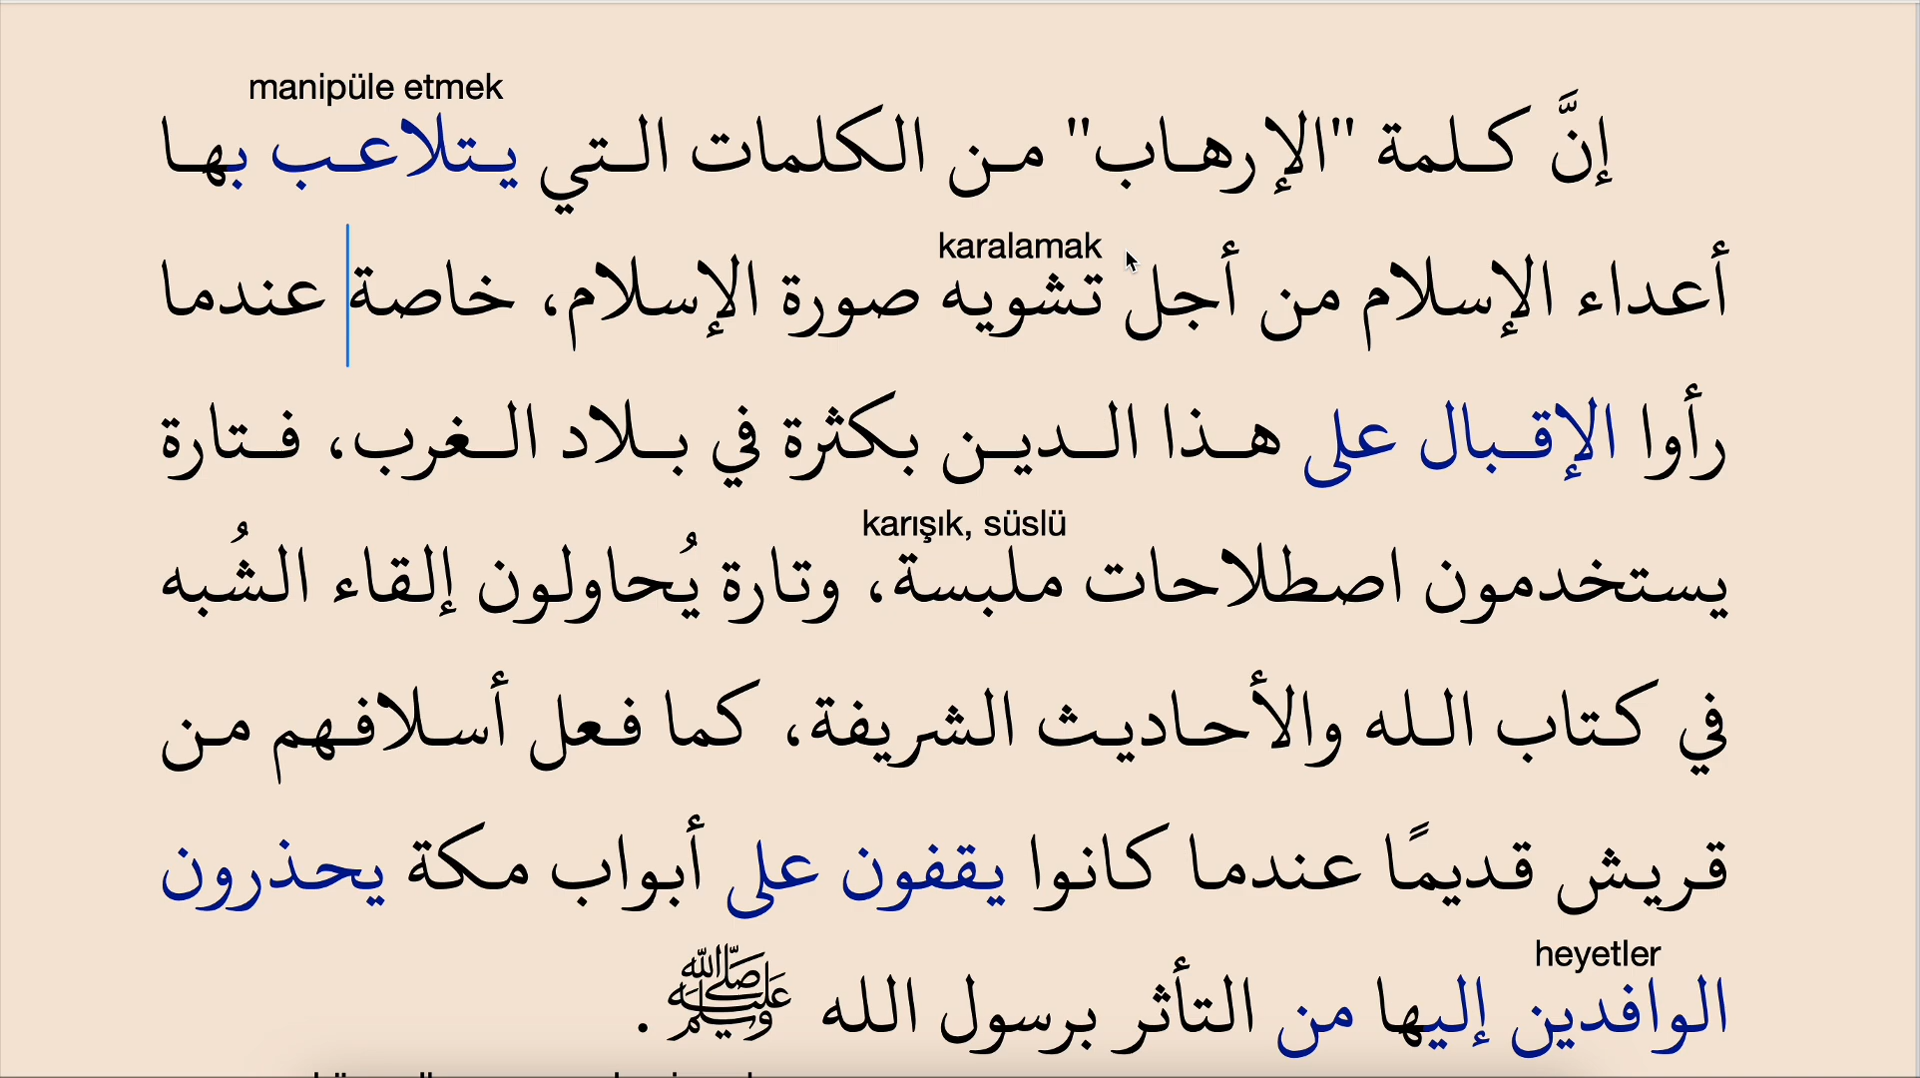 manipüle etmek
إنَّ كلمة "الإرهاب" من الكلمات التي يتلاعب بها
karalamak
أعداء الإسلام من أجل تشويه صورة الإسلام، خاصة عندما
رأوا الإقبال على هذا الدين بكثرة في بلاد الغرب، فتارة
karışık, süslü
يستخدمون اصطلاحات ملبسة، وتارة يُحاولون إلقاء الشُبه
في كتاب الله والأحاديث الشريفة، كما فعل أسلافهم من
قريش قديمًا عندما كانوا يقفون على أبواب مكة يحذرون
heyetler
الوافدين إليها من التأثر برسول الله ﷺ.